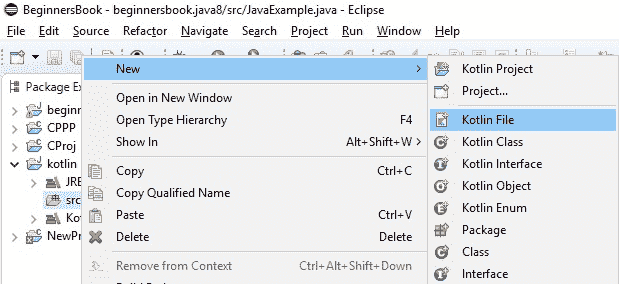 BeginnersBook - beginnersbook.java8/src/JavaExample.java - Eclipse
File Edit Source Refactor Navigate Search Project Run Window Help
Package Ex
beginn
CPPP
CProj
kotlin
JRE
src
Ko
NewPr
New
Open in New Window
Open Type Hierarchy F4
Show In Alt+Shift+W
Copy Ctrl+C
Copy Qualified Name
Paste Ctrl+V
Delete Delete
Remove from Context Ctrl+Alt+Shift+Down
Kotlin Project
Project...
Kotlin File
Kotlin Class
Kotlin Interface
Kotlin Object
Kotlin Enum
Package
Class
Interface